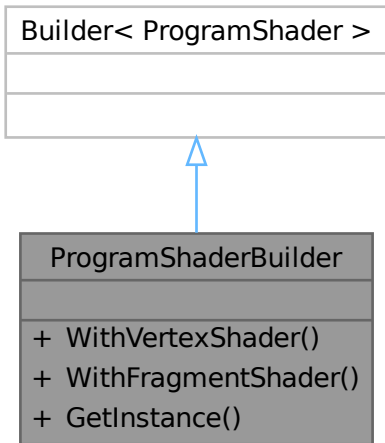 Builder< ProgramShader >
ProgramShaderBuilder
+ WithVertexShader()
+ WithFragmentShader()
+ GetInstance()